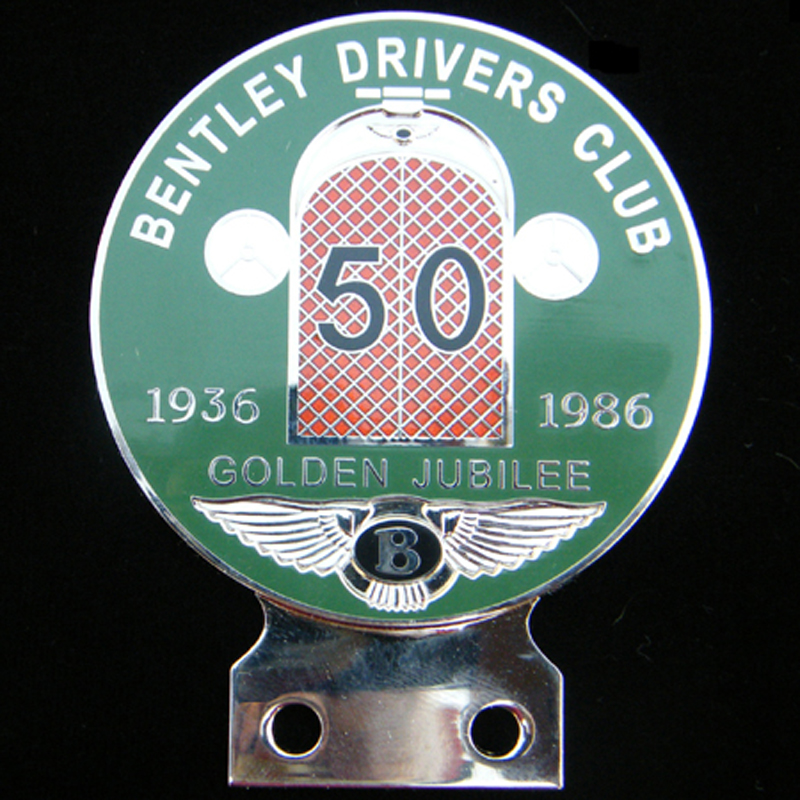 BENTLEY DRIVERS CLUB
50
1936 1986
GOLDEN JUBILEE
B